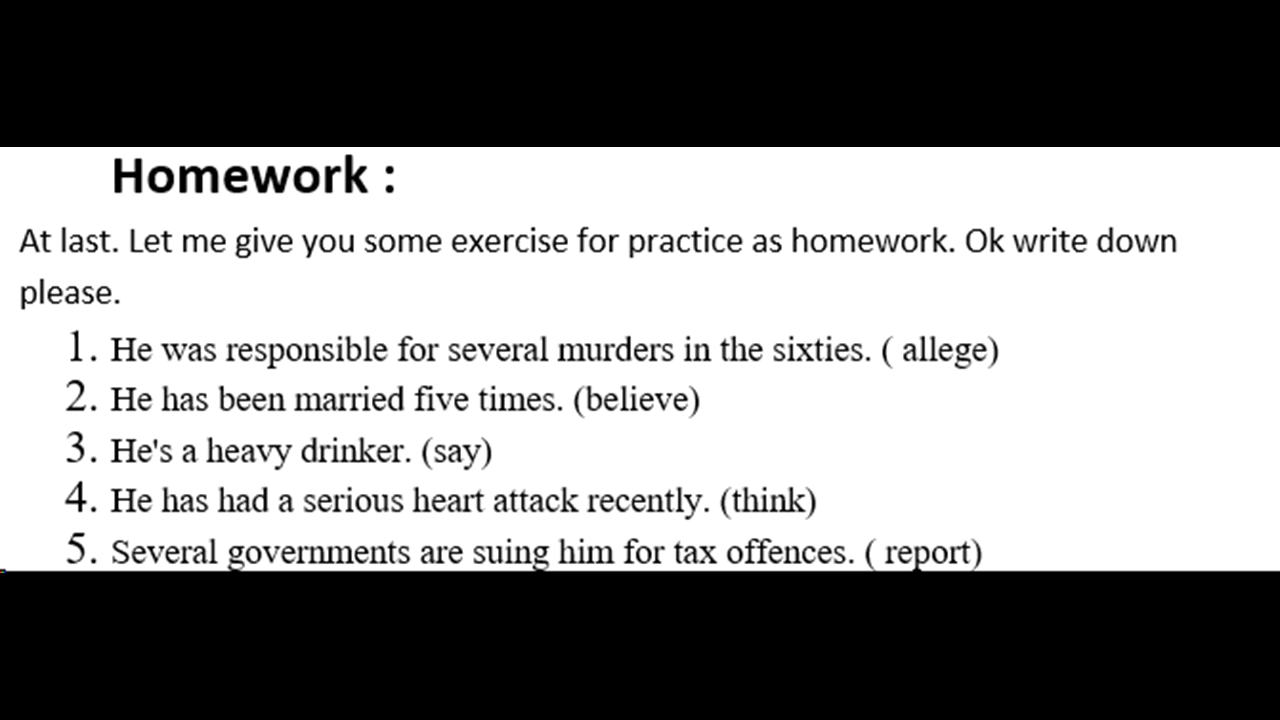 Homework :
At last. Let me give you some exercise for practice as homework. Ok write down
please.
1. He was responsible for several murders in the sixties. ( allege)
2. He has been married five times. (believe)
3. He's a heavy drinker. (say)
4. He has had a serious heart attack recently. (think)
5. Several governments are suing him for tax offences. ( report)